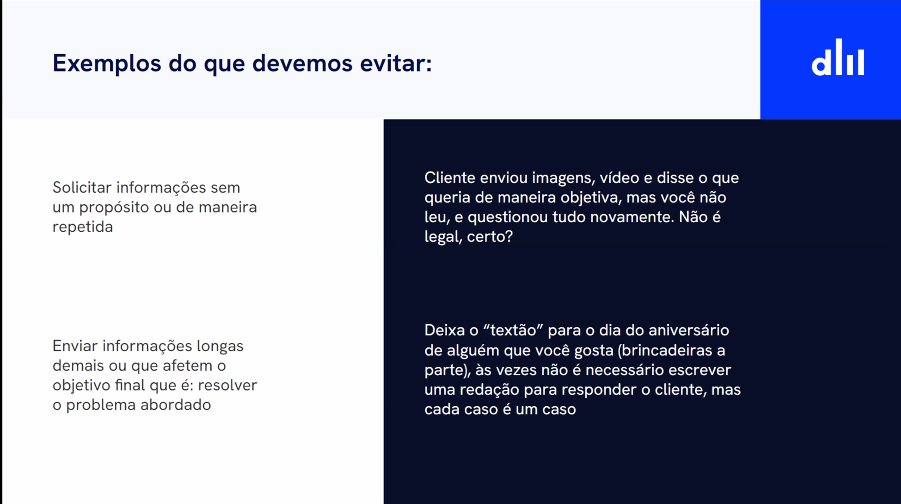 Exemplos do que devemos evitar:
Solicitar informações sem
um propósito ou de maneira
repetida
Cliente enviou imagens, vídeo e disse o que
queria de maneira objetiva, mas você não
leu, e questionou tudo novamente. Não é
legal, certo?
Enviar informações longas
demais ou que afetem o
objetivo final que é: resolver
o problema abordado
Deixa o “textão” para o dia do aniversário
de alguém que você gosta (brincadeiras a
parte), às vezes não é necessário escrever
uma redação para responder o cliente, mas
cada caso é um caso